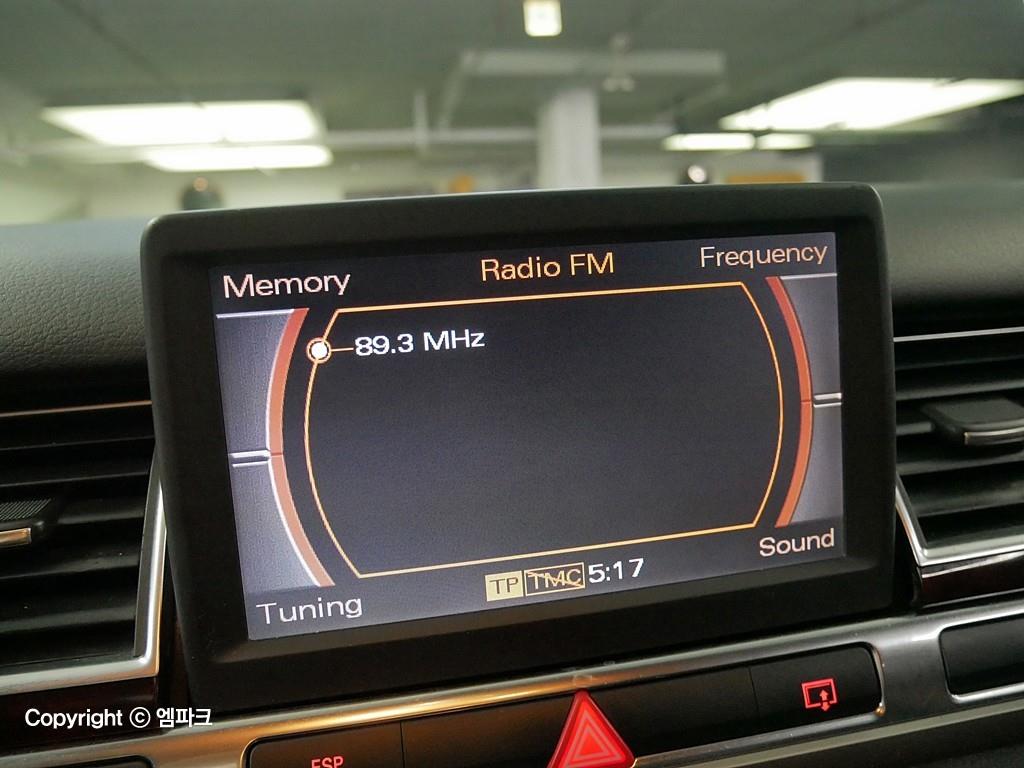 Memory
Radio FM
Frequency
89.3 MHz
Sound
TP TMC 5:17
Tuning
Copyright ⓒ 엠파크
ESP